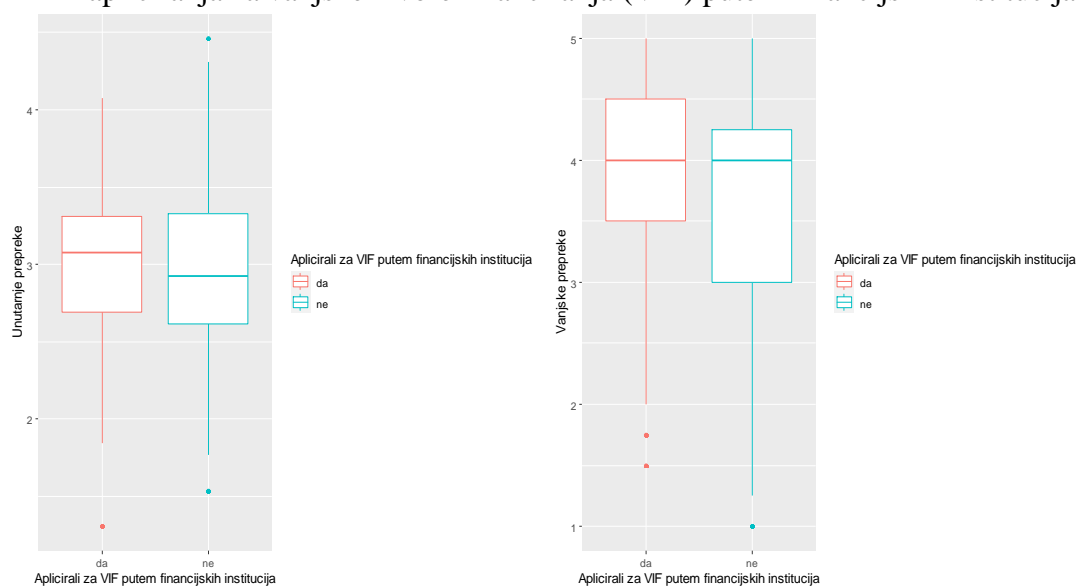 4
3
2
Unutarnje prepreke
da
ne
Aplicirali za VIF putem financijskih institucija
Aplicirali za VIF putem financijskih institucija
da
ne
5
4
3
2
1
Vanjske prepreke
da
ne
Aplicirali za VIF putem financijskih institucija
Aplicirali za VIF putem financijskih institucija
da
ne